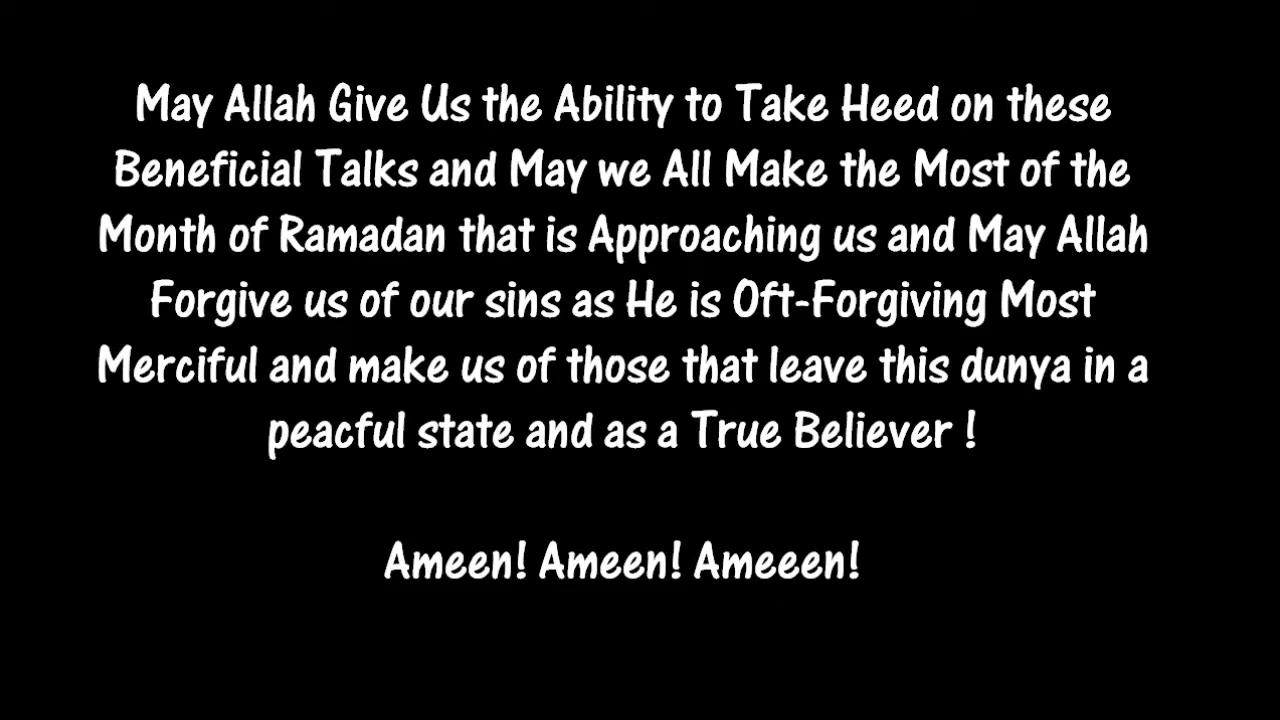 May Allah Give Us the Ability to Take Heed on these
Beneficial Talks and May we All Make the Most of the
Month of Ramadan that is Approaching us and May Allah
Forgive us of our sins as He is Oft-Forgiving Most
Merciful and make us of those that leave this dunya in a
peacful state and as a True Believer !
Ameen! Ameen! Ameeen!